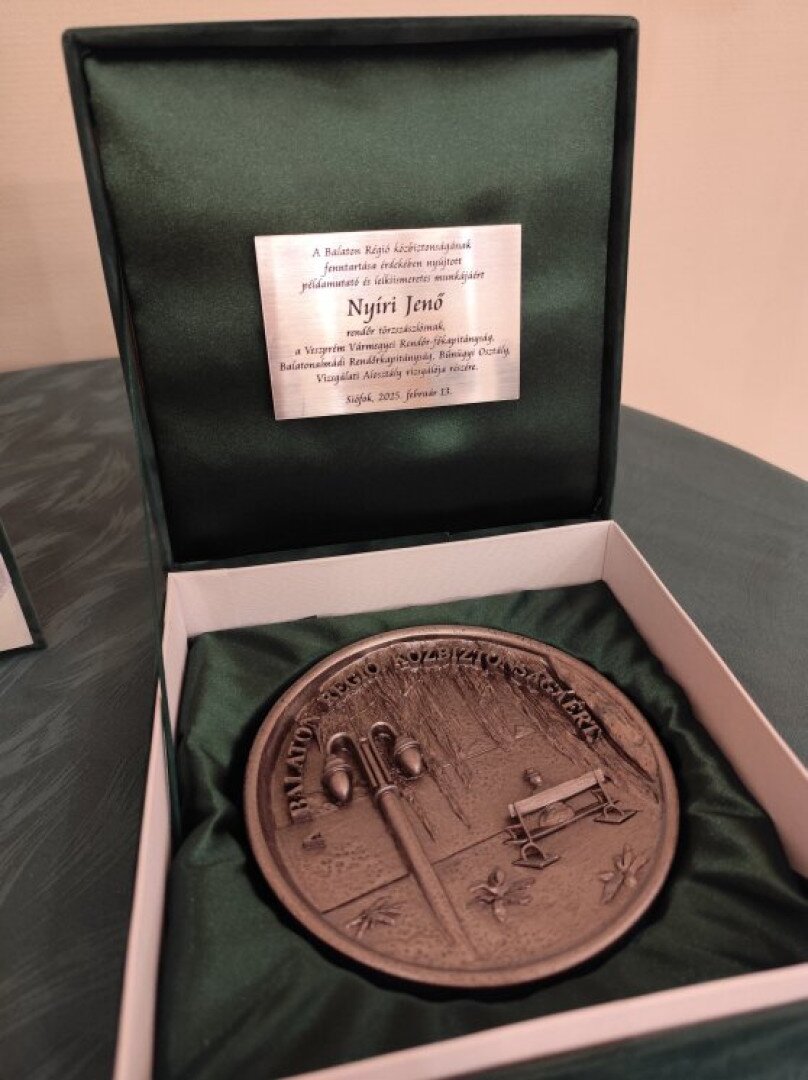 A Balaton Régió közbiztonságának
fenntartása érdekében nyújtott
példamutató és lelkiismeretes munkájáért
Nyíri Jenő
rendőr törzszászlósnak,
a Veszprém Vármegyei Rendőr-főkapitányság,
Balatonalmádi Rendőrkapitányság, Bűnügyi Osztály,
Vizsgálati Alosztály vizsgálója részére.
Siófok, 2025. február 13.
BALATON RÉGIÓ KÖZBIZTONSÁGÁÉRT